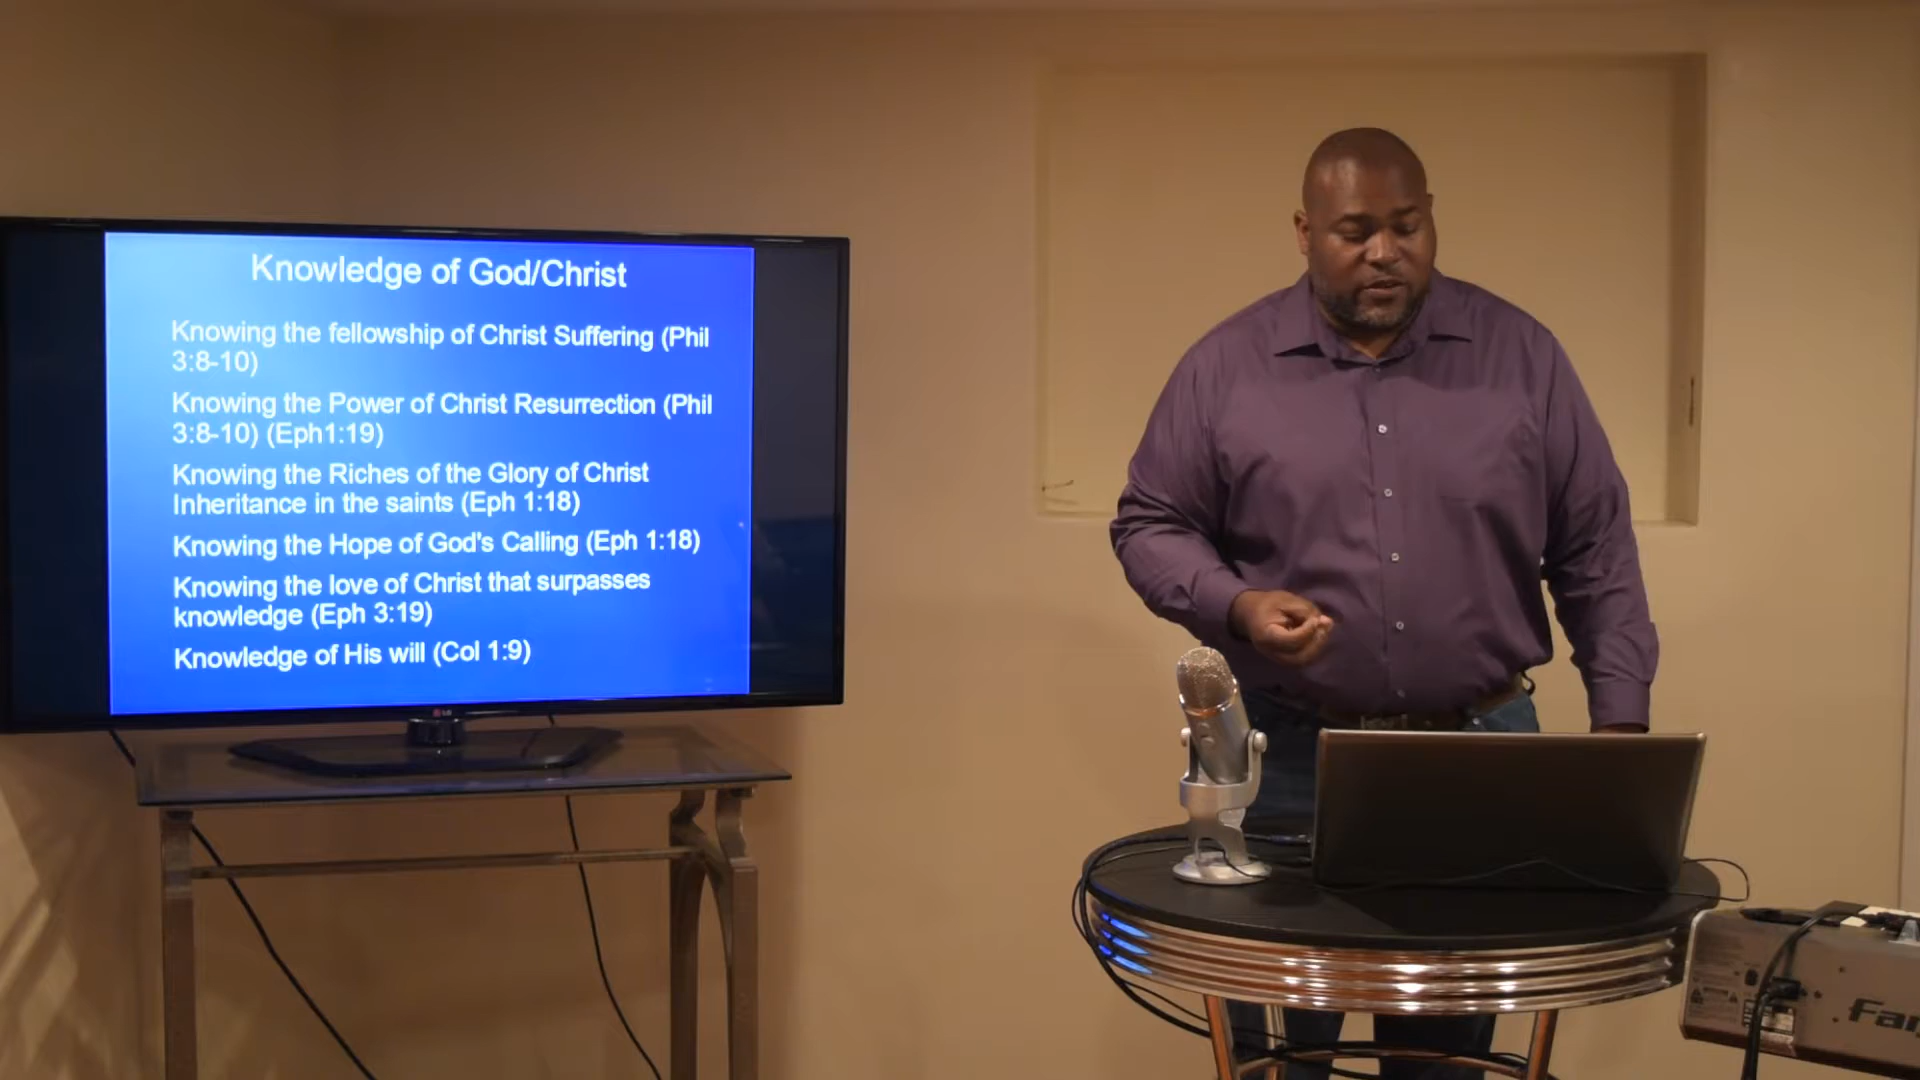 Knowledge of God/Christ
Knowing the fellowship of Christ Suffering (Phil
3:8-10)
Knowing the Power of Christ Resurrection (Phil
3:8-10) (Eph1:19)
Knowing the Riches of the Glory of Christ
Inheritance in the saints (Eph 1:18)
Knowing the Hope of God's Calling (Eph 1:18)
Knowing the love of Christ that surpasses
knowledge (Eph 3:19)
Knowledge of His will (Col 1:9)
LG